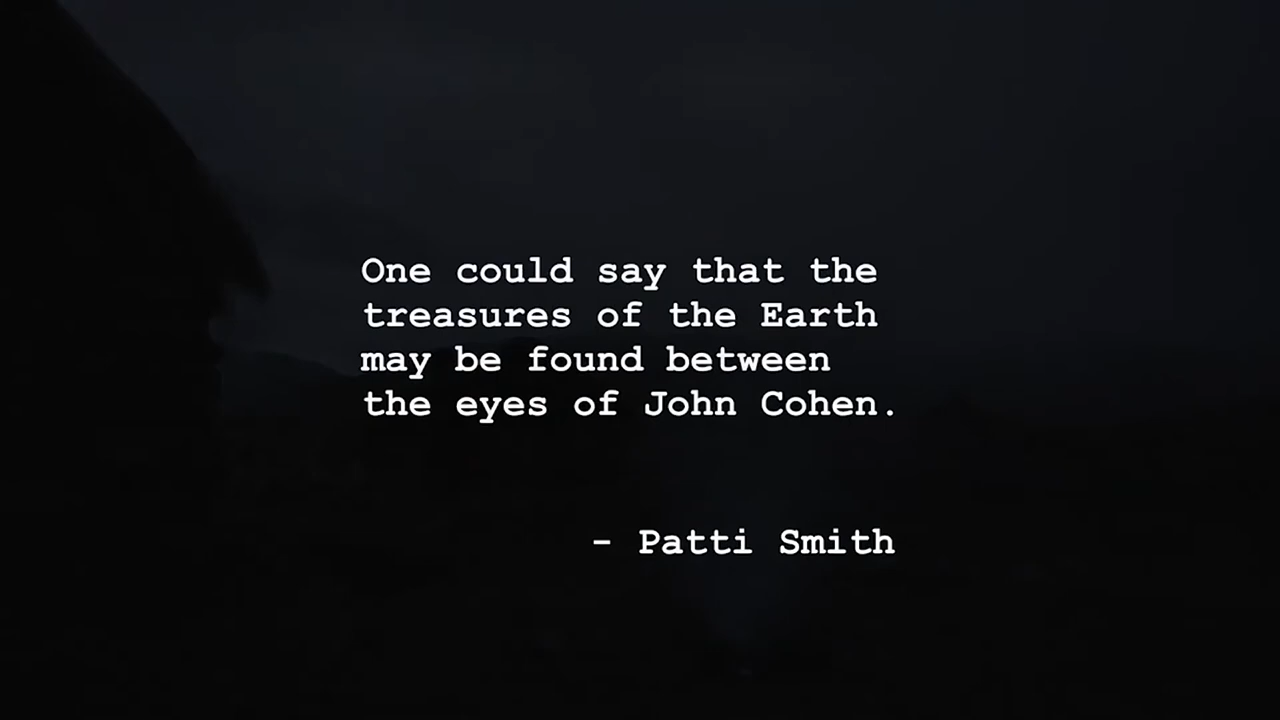 One could say that the
treasures of the Earth
may be found between
the eyes of John Cohen.
- Patti Smith